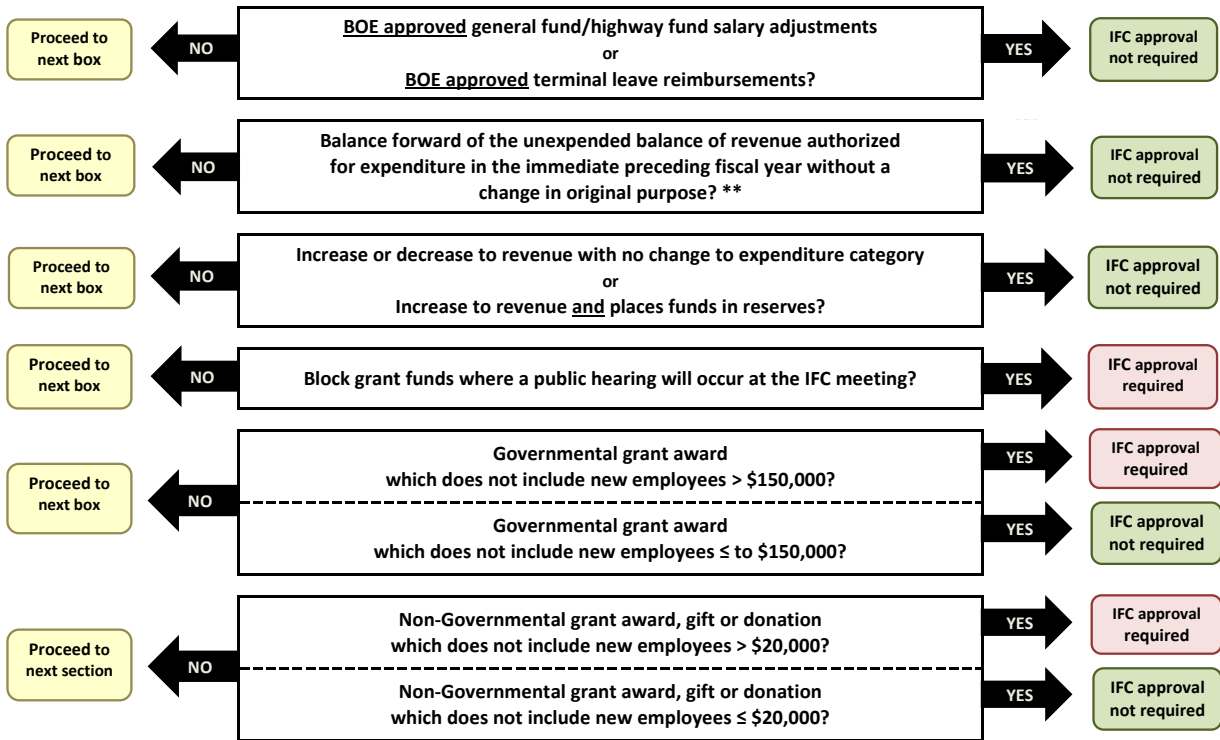 Proceed to
next box
NO
BOE approved general fund/highway fund salary adjustments
or
BOE approved terminal leave reimbursements?
YES
IFC approval
not required
Proceed to
next box
NO
Balance forward of the unexpended balance of revenue authorized
for expenditure in the immediate preceding fiscal year without a
change in original purpose? **
YES
IFC approval
not required
Proceed to
next box
NO
Increase or decrease to revenue with no change to expenditure category
or
Increase to revenue and places funds in reserves?
YES
IFC approval
not required
Proceed to
next box
NO
Block grant funds where a public hearing will occur at the IFC meeting?
YES
IFC approval
required
Proceed to
next box
NO
Governmental grant award
which does not include new employees > $150,000?
YES
IFC approval
required
Governmental grant award
which does not include new employees ≤ to $150,000?
YES
IFC approval
not required
Proceed to
next section
NO
Non-Governmental grant award, gift or donation
which does not include new employees > $20,000?
YES
IFC approval
required
Non-Governmental grant award, gift or donation
which does not include new employees ≤ $20,000?
YES
IFC approval
not required